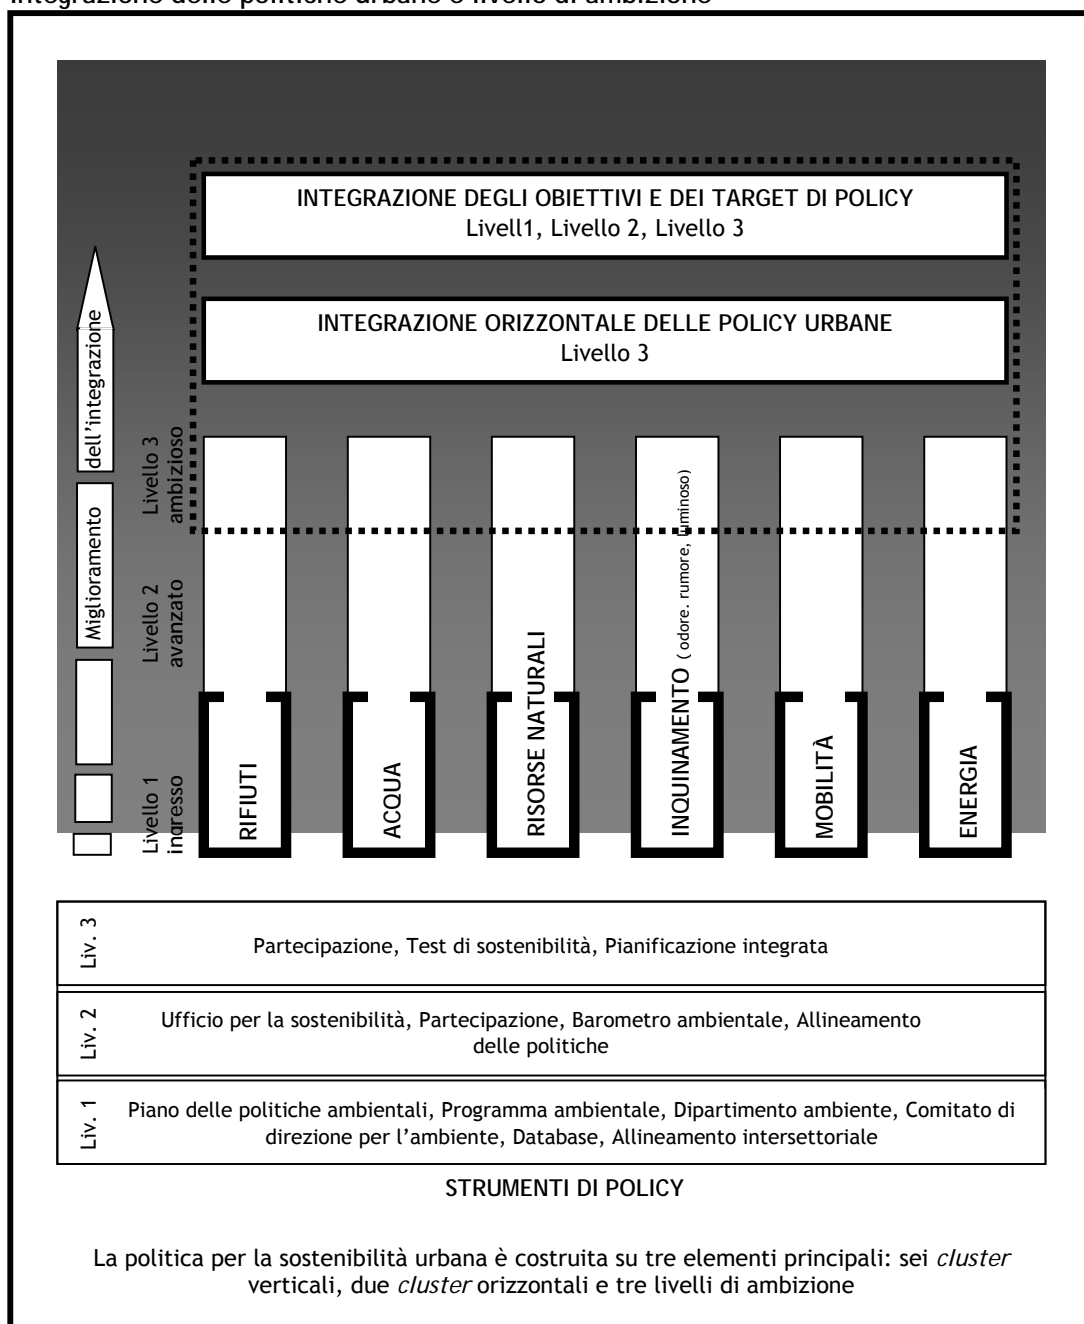 Integrazione delle politiche urbane e livello di ambizione
INTEGRAZIONE DEGLI OBIETTIVI E DEI TARGET DI POLICY
Livell1, Livello 2, Livello 3
INTEGRAZIONE ORIZZONTALE DELLE POLICY URBANE
Livello 3
Miglioramento
dell'integrazione
Livello 3
ambizioso
Livello 2
avanzato
Livello 1
ingresso
RIFIUTI
ACQUA
RISORSE NATURALI
INQUINAMENTO ( odore. rumore, luminoso)
MOBILITÀ
ENERGIA
Liv. 3
Partecipazione, Test di sostenibilità, Pianificazione integrata
Liv. 2
Ufficio per la sostenibilità, Partecipazione, Barometro ambientale, Allineamento
delle politiche
Liv. 1
Piano delle politiche ambientali, Programma ambientale, Dipartimento ambiente, Comitato di
direzione per l'ambiente, Database, Allineamento intersettoriale
STRUMENTI DI POLICY
La politica per la sostenibilità urbana è costruita su tre elementi principali: sei cluster
verticali, due cluster orizzontali e tre livelli di ambizione